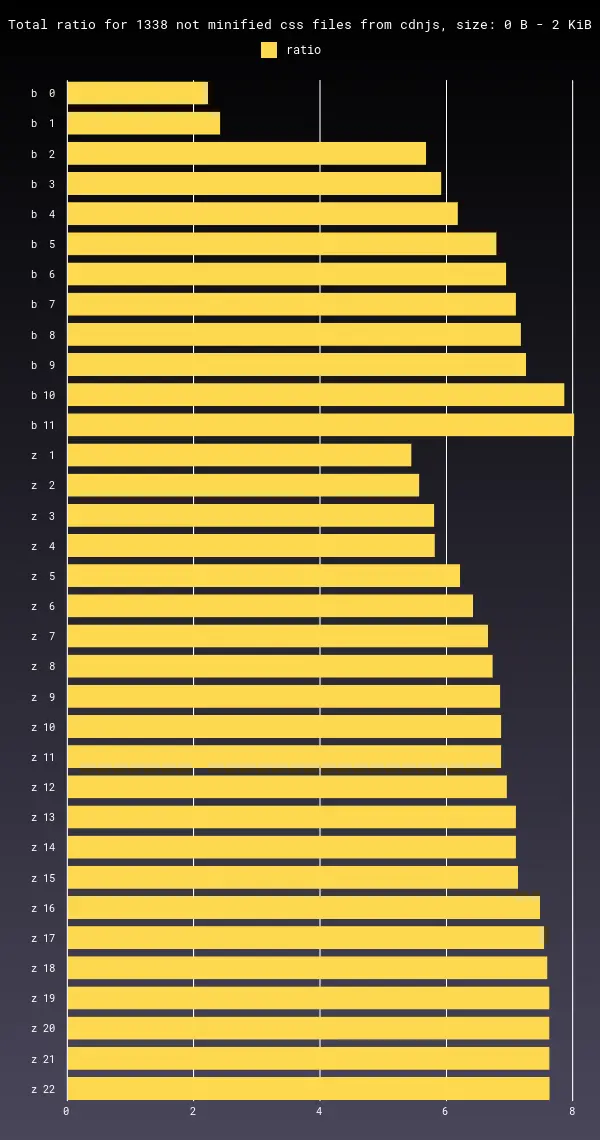 Total ratio for 1338 not minified css files from cdnjs, size: 0 B - 2 KiB
ratio
b 0
b 1
b 2
b 3
b 4
b 5
b 6
b 7
b 8
b 9
b 10
b 11
z 1
z 2
z 3
z 4
z 5
z 6
z 7
z 8
z 9
z 10
z 11
z 12
z 13
z 14
z 15
z 16
z 17
z 18
z 19
z 20
z 21
z 22
0 2 4 6 8